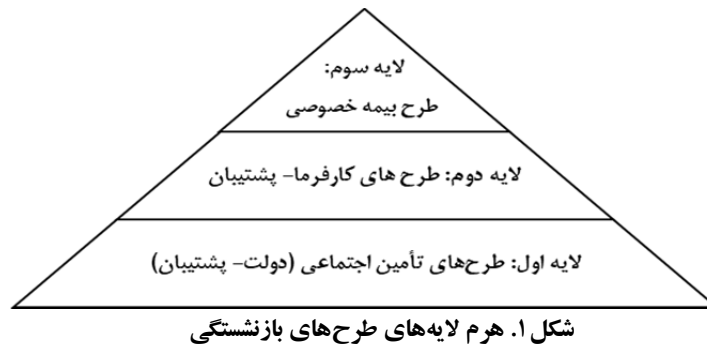 لایه سوم:
طرح بیمه خصوصی
لایه دوم: طرح های کارفرما- پشتیبان
لایه اول: طرح‌های تأمین اجتماعی (دولت- پشتیبان)
شکل ۱. هرم لایه‌های طرح‌های بازنشستگی